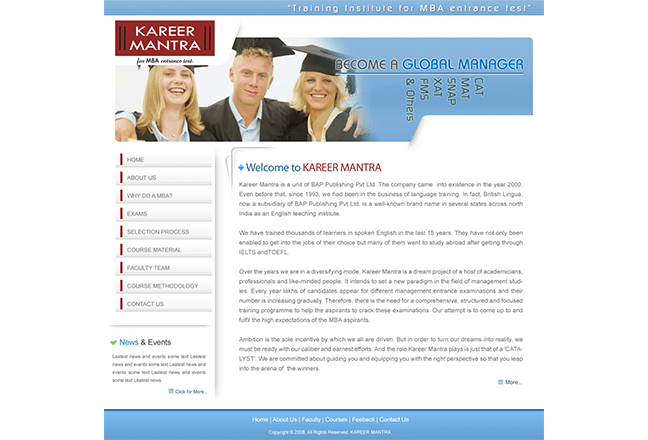 "Training Institute for MBA entrance test"
KAREER
MANTRA
for MBA entrance test.
BECOME A GLOBAL MANAGER
CAT
MAT
SNAP
XAT
FMS
& Others
HOME
ABOUT US
WHY DO A MBA?
EXAMS
SELECTION PROCESS
COURSE MATERIAL
FACULTY TEAM
COURSE METHODOLOGY
CONTACT US
News & Events
Leatest news and events some text Leatest
news and events some text Leatest news and
events some text Leatest news and events some
text Leatest news.
Click for More...
Welcome to KAREER MANTRA
Kareer Mantra is a unit of BAP Publishing Pvt Ltd. The company came into existence in the year 2000.
Even before that, since 1993, we had been in the business of language training. In fact, British Lingua,
now a subsidiary of BAP Publishing Pvt Ltd, is a well-known brand name in several states across north
India as an English teaching institute.
We have trained thousands of learners in spoken English in the last 15 years. They have not only been
enabled to get into the jobs of their choice but many of them went to study abroad after getting through
IELTS andTOEFL.
Over the years we are in a diversifying mode. Kareer Mantra is a dream project of a host of academicians,
professionals and like-minded people. It intends to set a new paradigm in the field of management stud-
ies. Every year lakhs of candidates appear for different management entrance examinations and their
number is increasing gradually. Therefore, there is the need for a comprehensive, structured and focused
training programme to help the aspirants to crack these examinations. Our attempt is to come up to and
fulfil the high expectations of the MBA aspirants.
Ambition is the sole incentive by which we all are driven. But in order to turn our dreams into reality, we
must be ready with our caliber and earnest efforts. And the role Kareer Mantra plays is just that of a 'CATA-
LYST'. We are committed about guiding you and equipping you with the right perspective so that you leap
into the arena of the winners.
More...
Home | About Us | Faculty | Courses | Feeback | Contact Us
Copyright © 2008. All Rights Reserved. KAREER MANTRA.